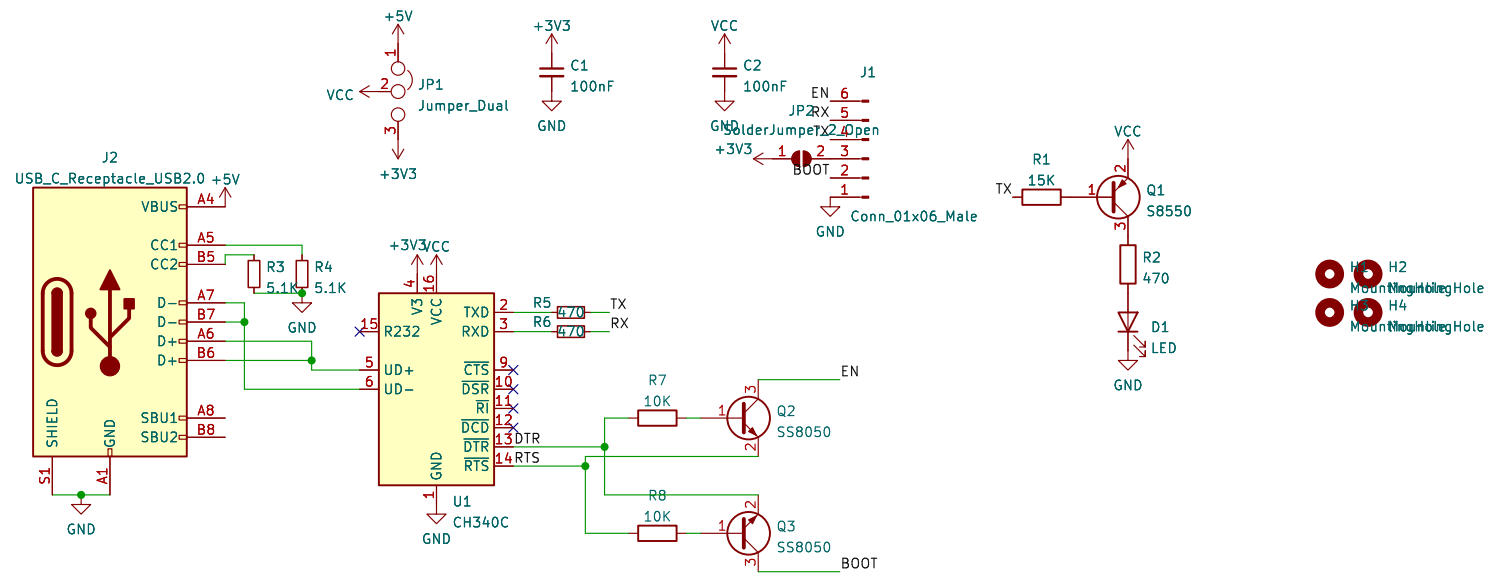 +5V
1
JP1
2
VCC
Jumper_Dual
3
+3V3
+3V3
C1
100nF
GND
VCC
C2
100nF
GND
J1
EN 6
JP2
RX 5
SolderJumper_2_Open
TX 4
+3V3 1 2 3
BOOT 2
1
GND
Conn_01x06_Male
VCC
R1
15K
TX
1
2
3
Q1
S8550
R2
470
D1
LED
GND
H1 H2
MountingHole MountingHole
H3 H4
MountingHole MountingHole
J2
USB_C_Receptacle_USB2.0
+5V
VBUS A4
CC1 A5
CC2 B5
D- A7
D- B7
D+ A6
D+ B6
SBU1 A8
SBU2 B8
SHIELD
GND
S1
A1
GND
R3
5.1K
R4
5.1K
GND
+3V3 VCC
4 16
V3 VCC
15 R232
5 UD+
6 UD-
TXD 2
RXD 3
CTS 9
DSR 10
RI 11
DCD 12
DTR 13 DTR
RTS 14 RTS
GND
1
U1
CH340C
GND
R5
470
TX
R6
470
RX
R7
10K
1
3
2
Q2
SS8050
EN
R8
10K
1
2
3
Q3
SS8050
BOOT